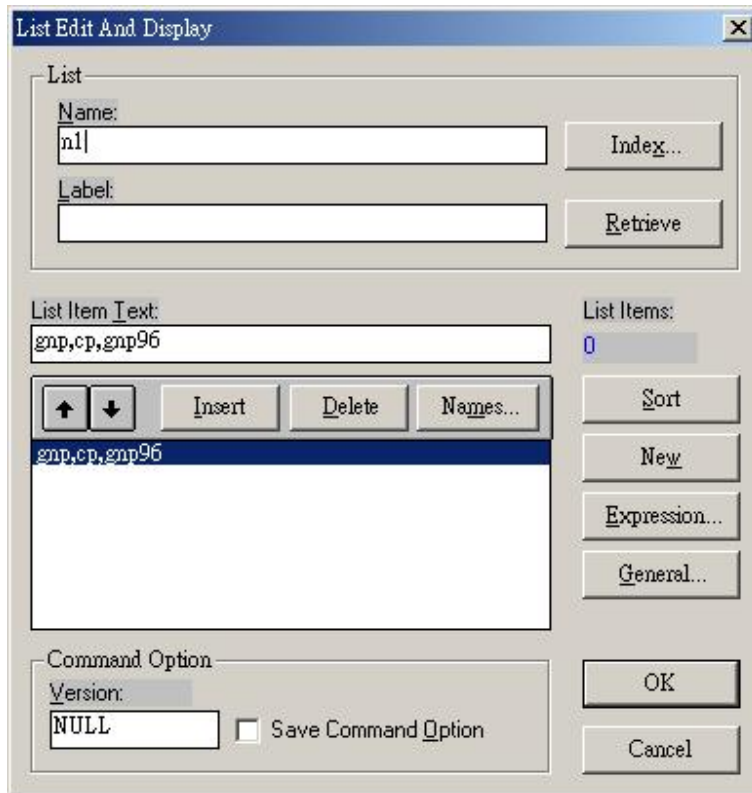 List Edit And Display
List
Name:
n1
Index...
Label:
Retrieve
List Item Text:
gnp,cp,gnp96
List Items:
0
Insert
Delete
Names...
Sort
gnp,cp,gnp96
New
Expression...
General...
Command Option
Version:
NULL
Save Command Option
OK
Cancel